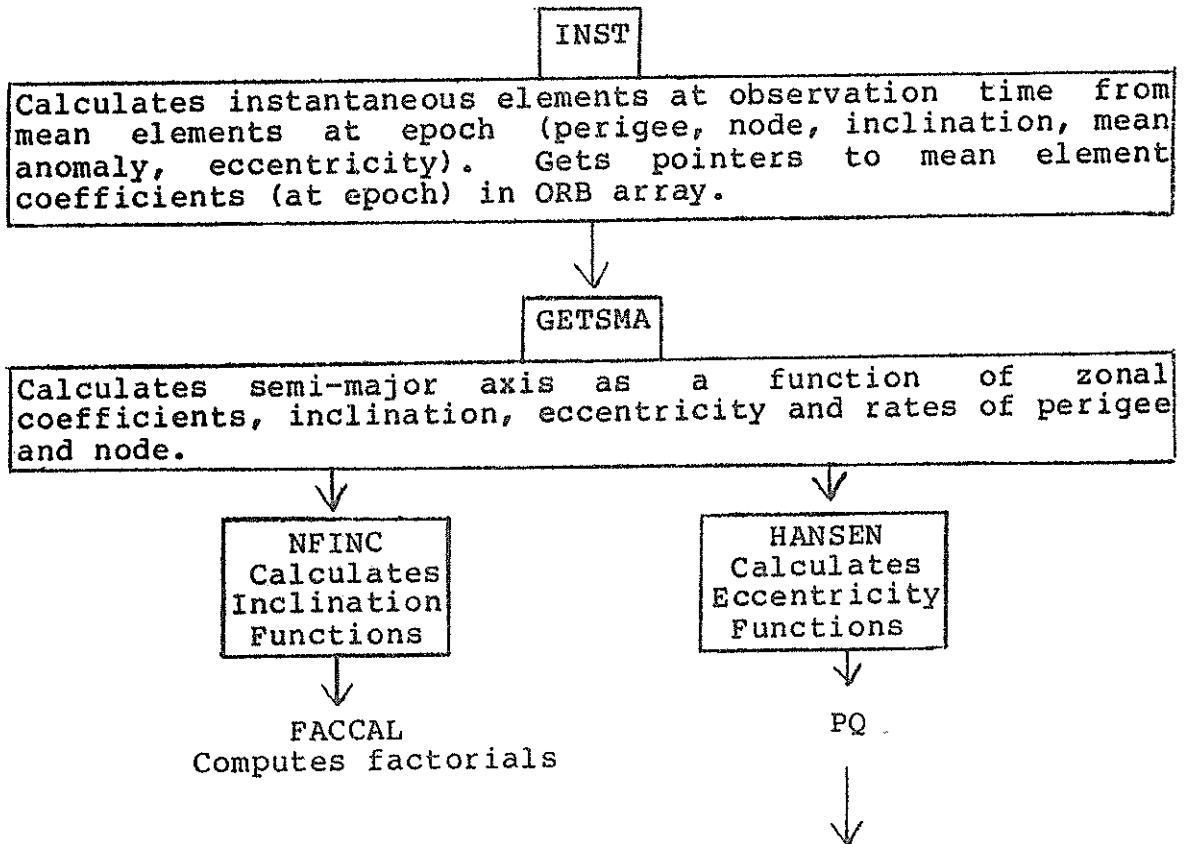 INST
Calculates instantaneous elements at observation time from
mean elements at epoch (perigee, node, inclination, mean
anomaly, eccentricity). Gets pointers to mean element
coefficients (at epoch) in ORB array.
GETSMA
Calculates semi-major axis as a function of zonal
coefficients, inclination, eccentricity and rates of perigee
and node.
NFINC
Calculates
Inclination
Functions
HANSEN
Calculates
Eccentricity
Functions
FACCAL
Computes factorials
PQ